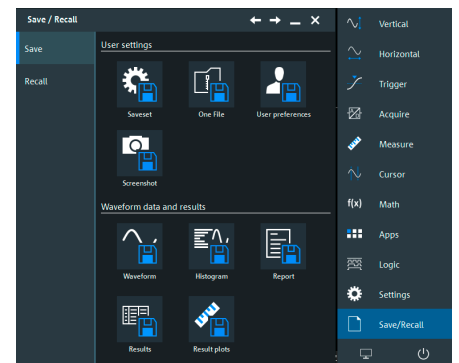 Save / Recall
Save
Recall
User settings
Saveset
One File
User preferences
Screenshot
Waveform data and results
Waveform
Histogram
Report
Results
Result plots
Vertical
Horizontal
Trigger
Acquire
Measure
Cursor
f(x) Math
Apps
Logic
Settings
Save/Recall